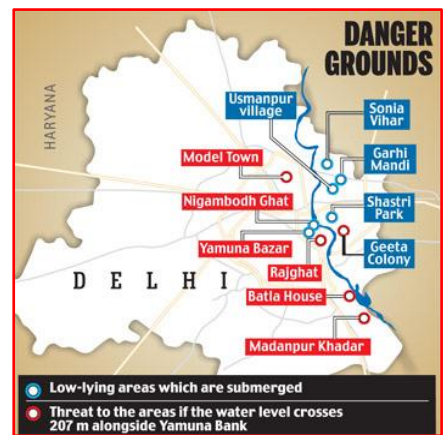 DANGER
GROUNDS
HARYANA
Usmanpur
village
Sonia
Vihar
Model Town
Garhi
Mandi
Nigambodh Ghat
Shastri
Park
Yamuna Bazar
Geeta
Colony
Rajghat
DELHI
Batla House
Madanpur Khadar
Low-lying areas which are submerged
Threat to the areas if the water level crosses
207 m alongside Yamuna Bank